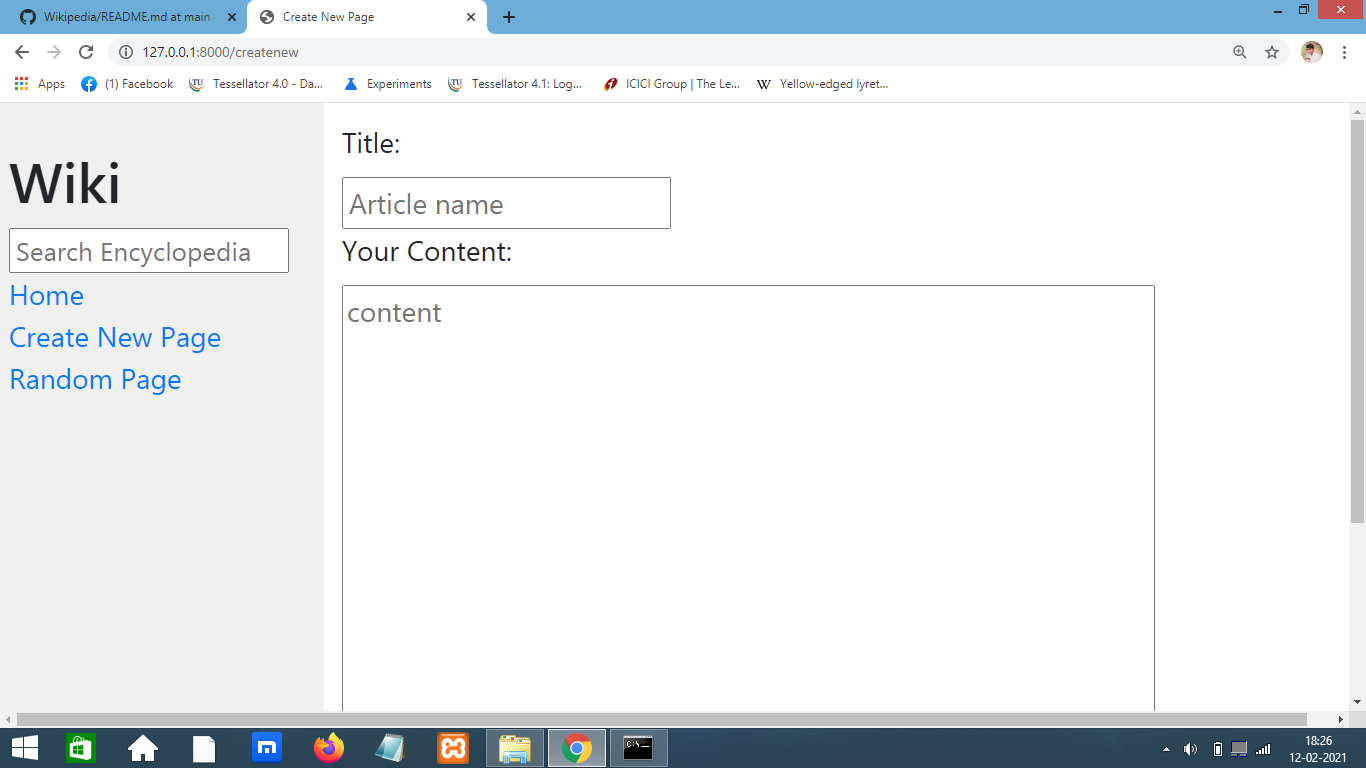 Wikipedia/README.md at main
Create New Page
127.0.0.1:8000/createnew
Apps
(1) Facebook
Tessellator 4.0 - Da...
Experiments
Tessellator 4.1: Log...
ICICI Group | The Le...
Yellow-edged lyret...
Wiki
Search Encyclopedia
Home
Create New Page
Random Page
Title:
Article name
Your Content:
content
18:26
12-02-2021